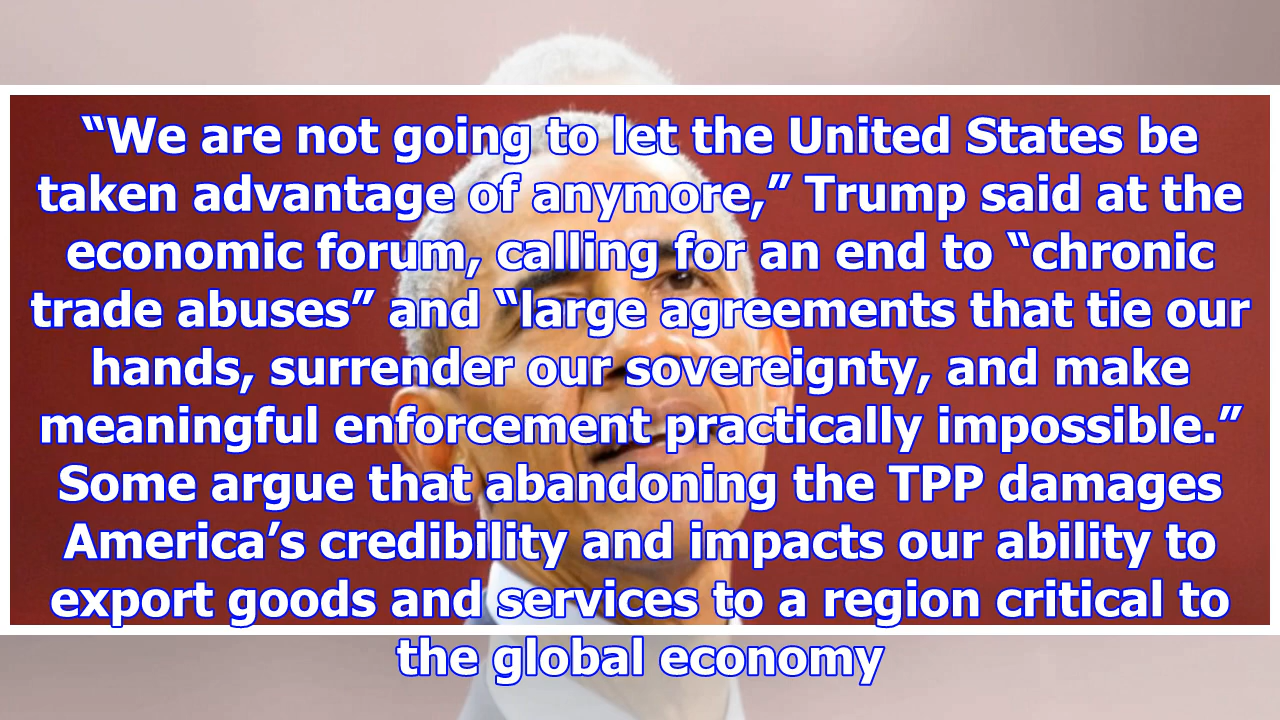 “We are not going to let the United States be
taken advantage of anymore,” Trump said at the
economic forum, calling for an end to “chronic
trade abuses” and “large agreements that tie our
hands, surrender our sovereignty, and make
meaningful enforcement practically impossible.”
Some argue that abandoning the TPP damages
America’s credibility and impacts our ability to
export goods and services to a region critical to
the global economy